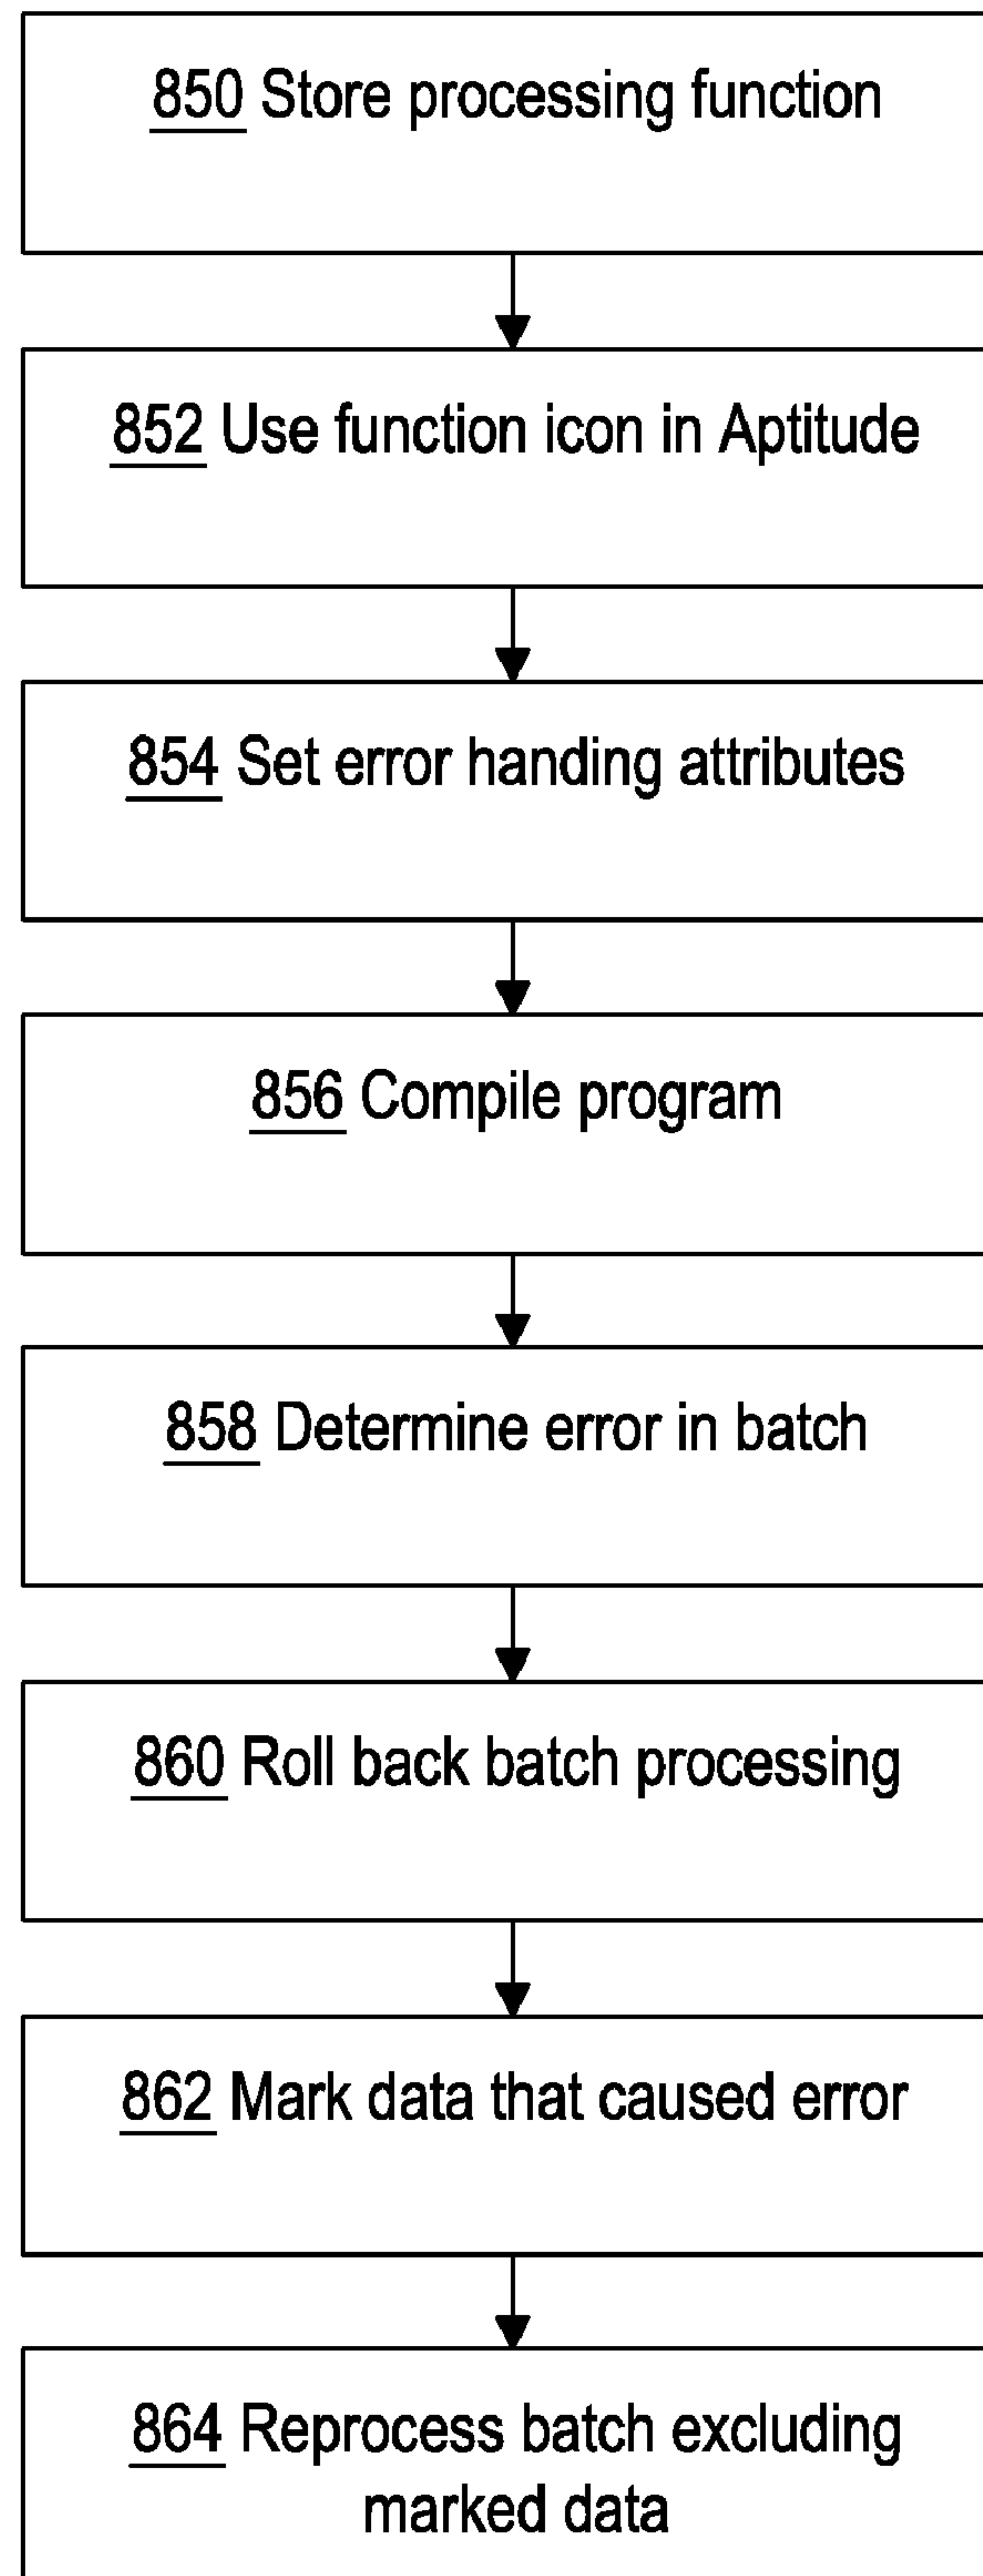 850 Store processing function
852 Use function icon in Aptitude
854 Set error handing attributes
856 Compile program
858 Determine error in batch
860 Roll back batch processing
862 Mark data that caused error
864 Reprocess batch excluding
marked data